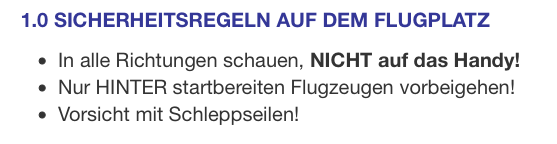 1.0 SICHERHEITSREGELN AUF DEM FLUGPLATZ
• In alle Richtungen schauen, NICHT auf das Handy!
• Nur HINTER startbereiten Flugzeugen vorbeigehen!
• Vorsicht mit Schleppseilen!